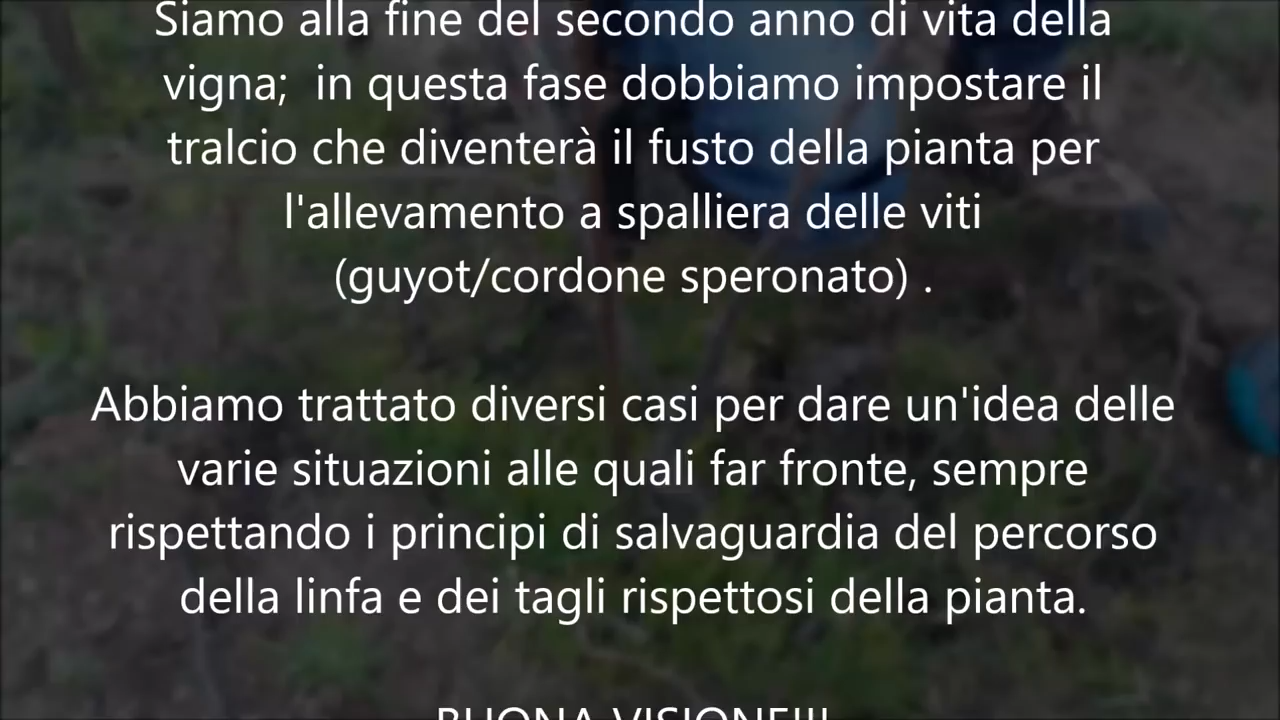 Siamo alla fine del secondo anno di vita della
vigna;  in questa fase dobbiamo impostare il
tralcio che diventerà il fusto della pianta per
l'allevamento a spalliera delle viti
(guyot/cordone speronato) .
Abbiamo trattato diversi casi per dare un'idea delle
varie situazioni alle quali far fronte, sempre
rispettando i principi di salvaguardia del percorso
della linfa e dei tagli rispettosi della pianta.
BUONA VISIONE!!!